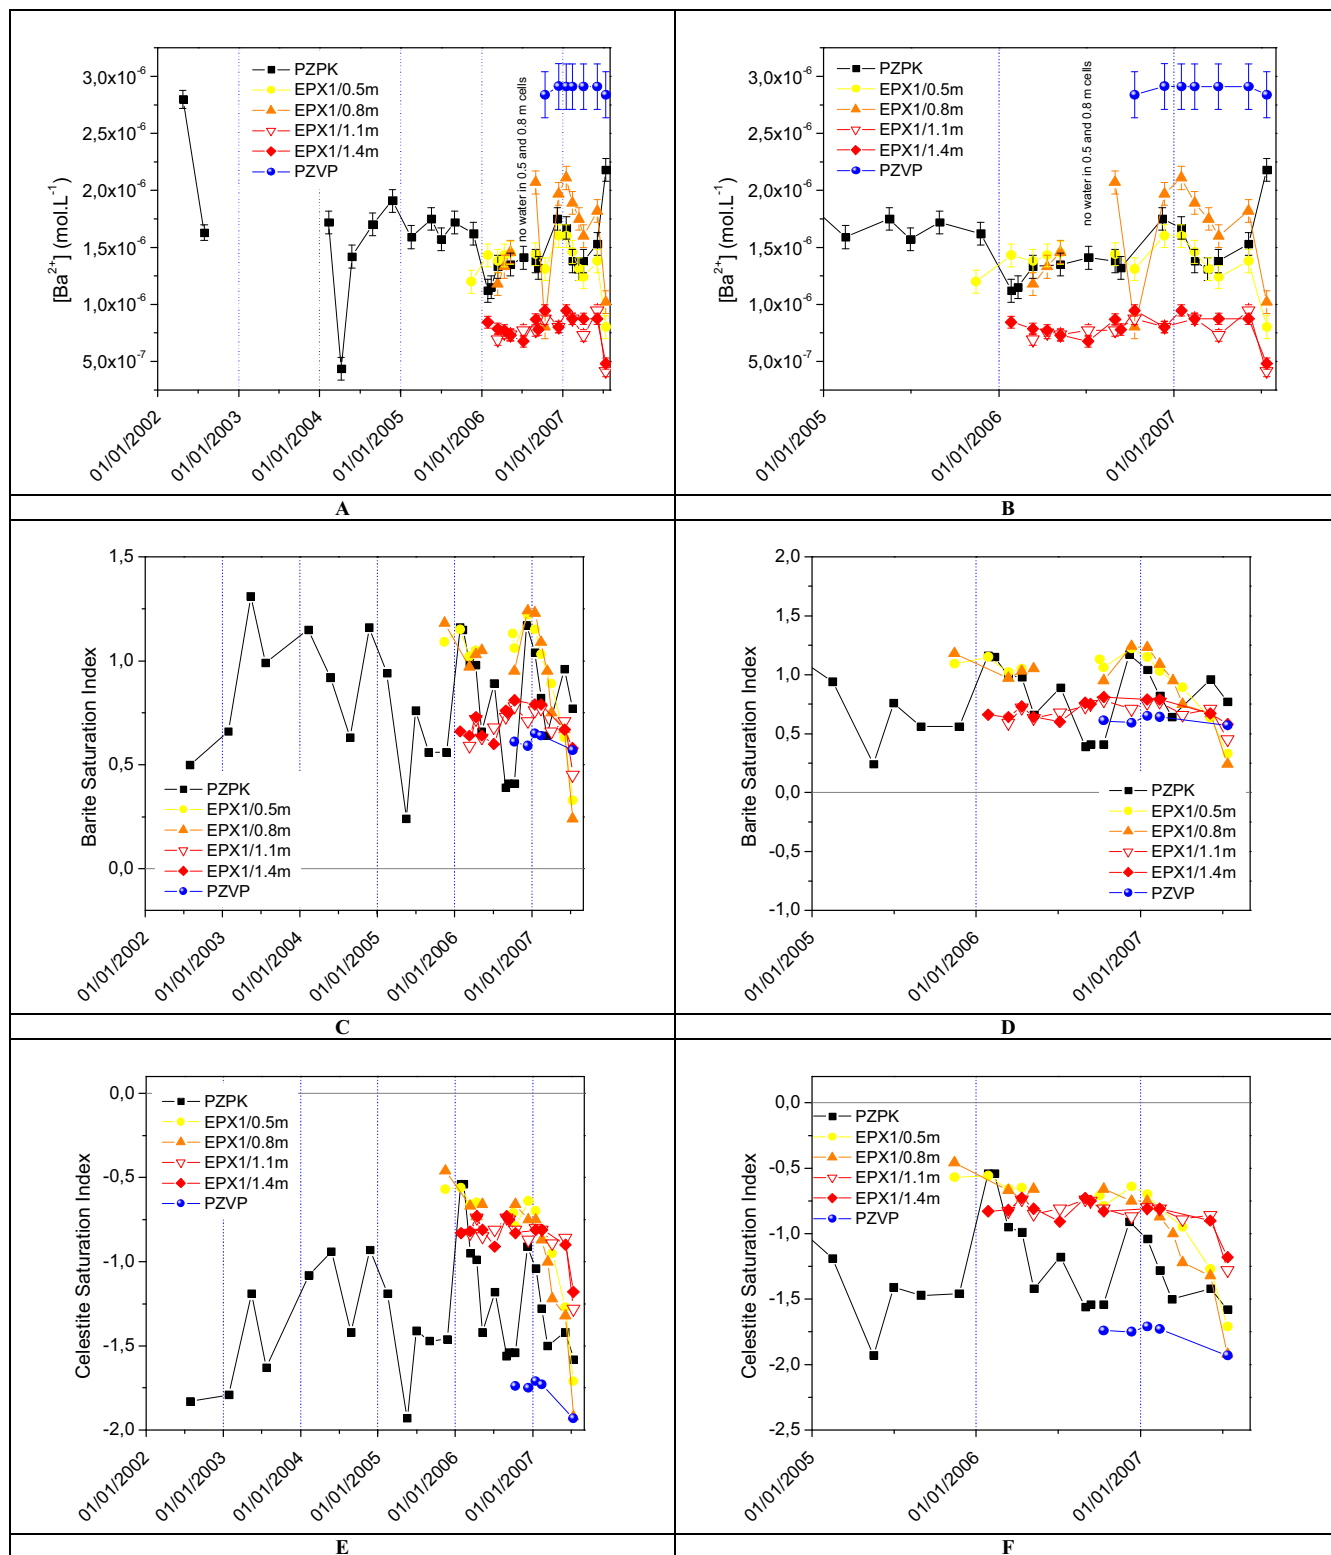 3,0x10⁻⁶
2,5x10⁻⁶
2,0x10⁻⁶
1,5x10⁻⁶
1,0x10⁻⁶
5,0x10⁻⁷
[Ba²⁺] (mol.L⁻¹)
PZPK
EPX1/0.5m
EPX1/0.8m
EPX1/1.1m
EPX1/1.4m
PZVP
no water in 0.5 and 0.8 m cells
01/01/2002
01/01/2003
01/01/2004
01/01/2005
01/01/2006
01/01/2007
A
3,0x10⁻⁶
2,5x10⁻⁶
2,0x10⁻⁶
1,5x10⁻⁶
1,0x10⁻⁶
5,0x10⁻⁷
[Ba²⁺] (mol.L⁻¹)
PZPK
EPX1/0.5m
EPX1/0.8m
EPX1/1.1m
EPX1/1.4m
PZVP
no water in 0.5 and 0.8 m cells
01/01/2005
01/01/2006
01/01/2007
B
1,5
1,0
0,5
0,0
Barite Saturation Index
PZPK
EPX1/0.5m
EPX1/0.8m
EPX1/1.1m
EPX1/1.4m
PZVP
01/01/2002
01/01/2003
01/01/2004
01/01/2005
01/01/2006
01/01/2007
C
2,0
1,5
1,0
0,5
0,0
-0,5
-1,0
Barite Saturation Index
PZPK
EPX1/0.5m
EPX1/0.8m
EPX1/1.1m
EPX1/1.4m
PZVP
01/01/2005
01/01/2006
01/01/2007
D
0,0
-0,5
-1,0
-1,5
-2,0
Celestite Saturation Index
PZPK
EPX1/0.5m
EPX1/0.8m
EPX1/1.1m
EPX1/1.4m
PZVP
01/01/2002
01/01/2003
01/01/2004
01/01/2005
01/01/2006
01/01/2007
E
0,0
-0,5
-1,0
-1,5
-2,0
-2,5
Celestite Saturation Index
PZPK
EPX1/0.5m
EPX1/0.8m
EPX1/1.1m
EPX1/1.4m
PZVP
01/01/2005
01/01/2006
01/01/2007
F